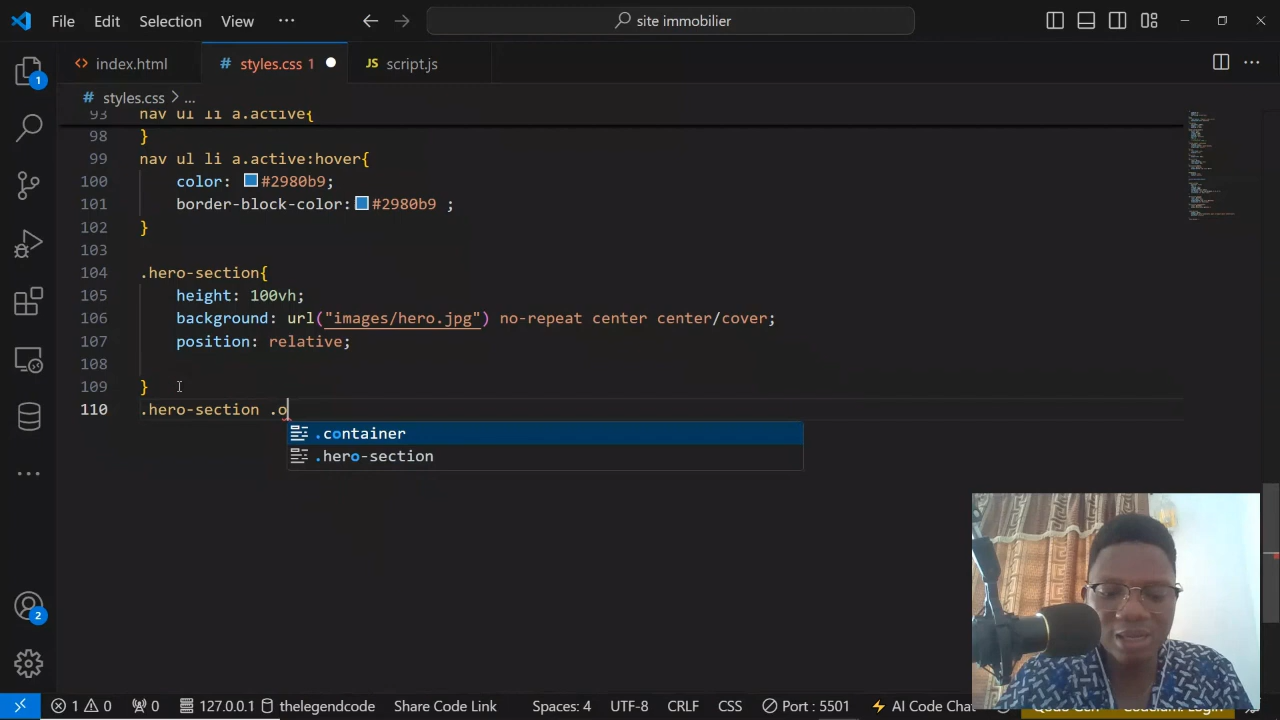 File Edit Selection View ··· site immobilier
index.html # styles.css 1 JS script.js
# styles.css > ...
93 nav ul li a.active{
98 }
99 nav ul li a.active:hover{
100 color: #2980b9;
101 border-block-color: #2980b9 ;
102 }
103
104 .hero-section{
105 height: 100vh;
106 background: url("images/hero.jpg") no-repeat center center/cover;
107 position: relative;
108
109 }
110 .hero-section .o
.container
.hero-section
1
2
1 0 0 127.0.0.1 thelegendcode Share Code Link Spaces: 4 UTF-8 CRLF CSS Port : 5501 AI Code Chat